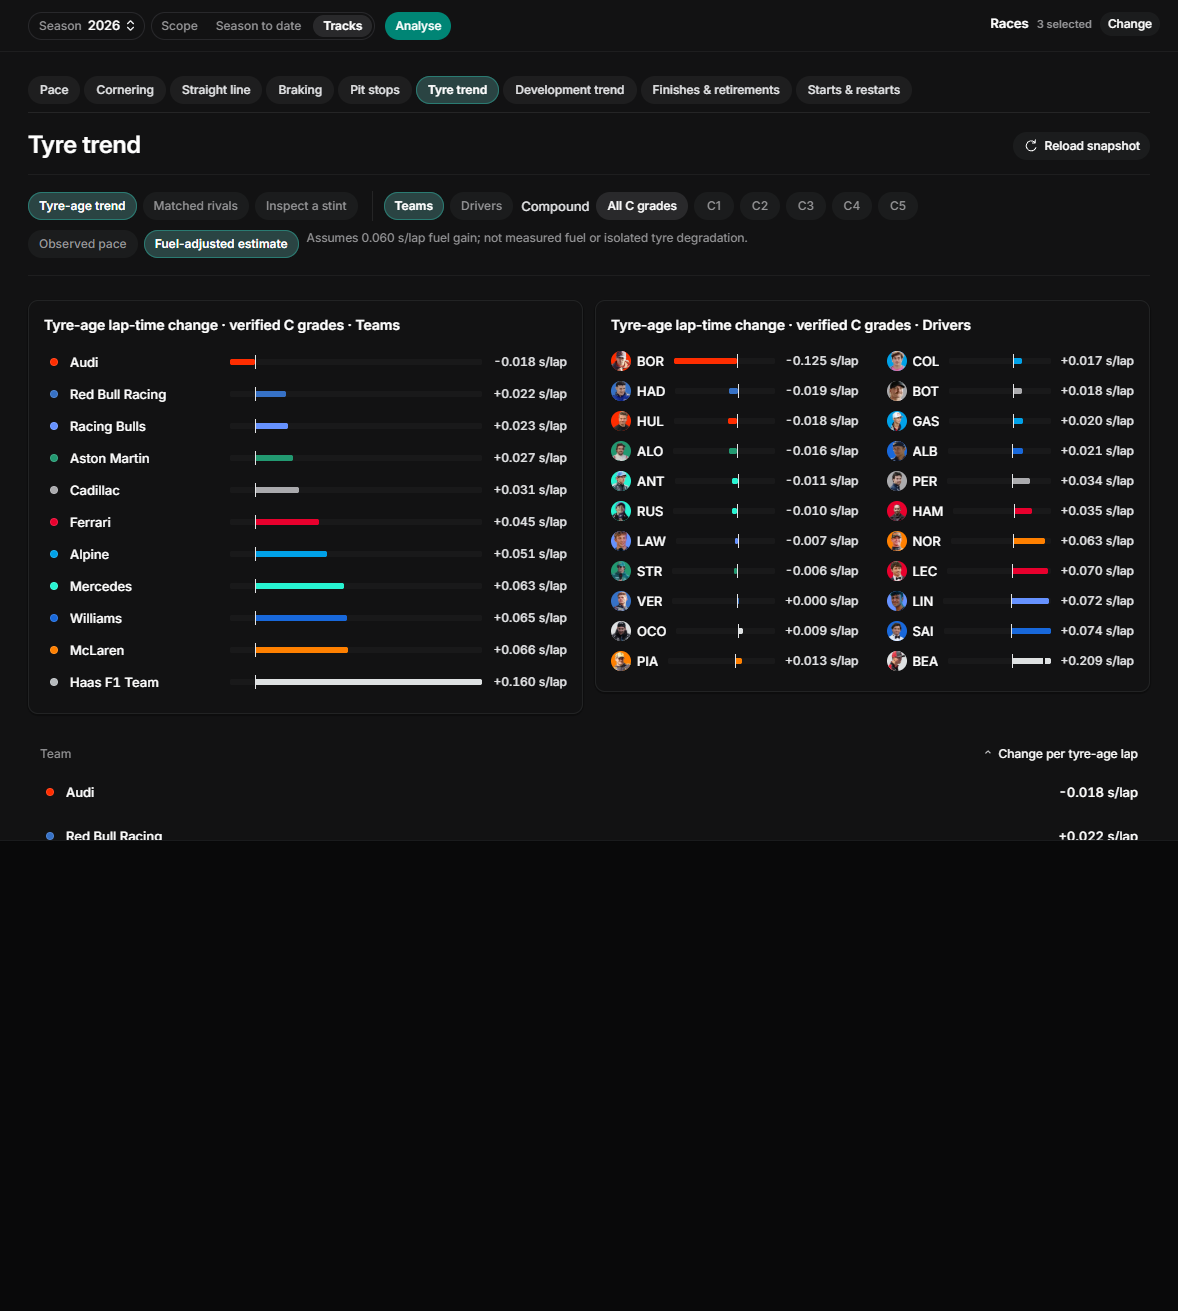 Season 2026 Scope Season to date Tracks Analyse Races 3 selected Change
Pace Cornering Straight line Braking Pit stops Tyre trend Development trend Finishes & retirements Starts & restarts
Tyre trend Reload snapshot
Tyre-age trend Matched rivals Inspect a stint Teams Drivers Compound All C grades C1 C2 C3 C4 C5
Observed pace Fuel-adjusted estimate Assumes 0.060 s/lap fuel gain; not measured fuel or isolated tyre degradation.
Tyre-age lap-time change · verified C grades · Teams
Audi -0.018 s/lap
Red Bull Racing +0.022 s/lap
Racing Bulls +0.023 s/lap
Aston Martin +0.027 s/lap
Cadillac +0.031 s/lap
Ferrari +0.045 s/lap
Alpine +0.051 s/lap
Mercedes +0.063 s/lap
Williams +0.065 s/lap
McLaren +0.066 s/lap
Haas F1 Team +0.160 s/lap
Tyre-age lap-time change · verified C grades · Drivers
BOR -0.125 s/lap
HAD -0.019 s/lap
HUL -0.018 s/lap
ALO -0.016 s/lap
ANT -0.011 s/lap
RUS -0.010 s/lap
LAW -0.007 s/lap
STR -0.006 s/lap
VER +0.000 s/lap
OCO +0.009 s/lap
PIA +0.013 s/lap
COL +0.017 s/lap
BOT +0.018 s/lap
GAS +0.020 s/lap
ALB +0.021 s/lap
PER +0.034 s/lap
HAM +0.035 s/lap
NOR +0.063 s/lap
LEC +0.070 s/lap
LIN +0.072 s/lap
SAI +0.074 s/lap
BEA +0.209 s/lap
Team Change per tyre-age lap
Audi -0.018 s/lap
Red Bull Racing +0.022 s/lap